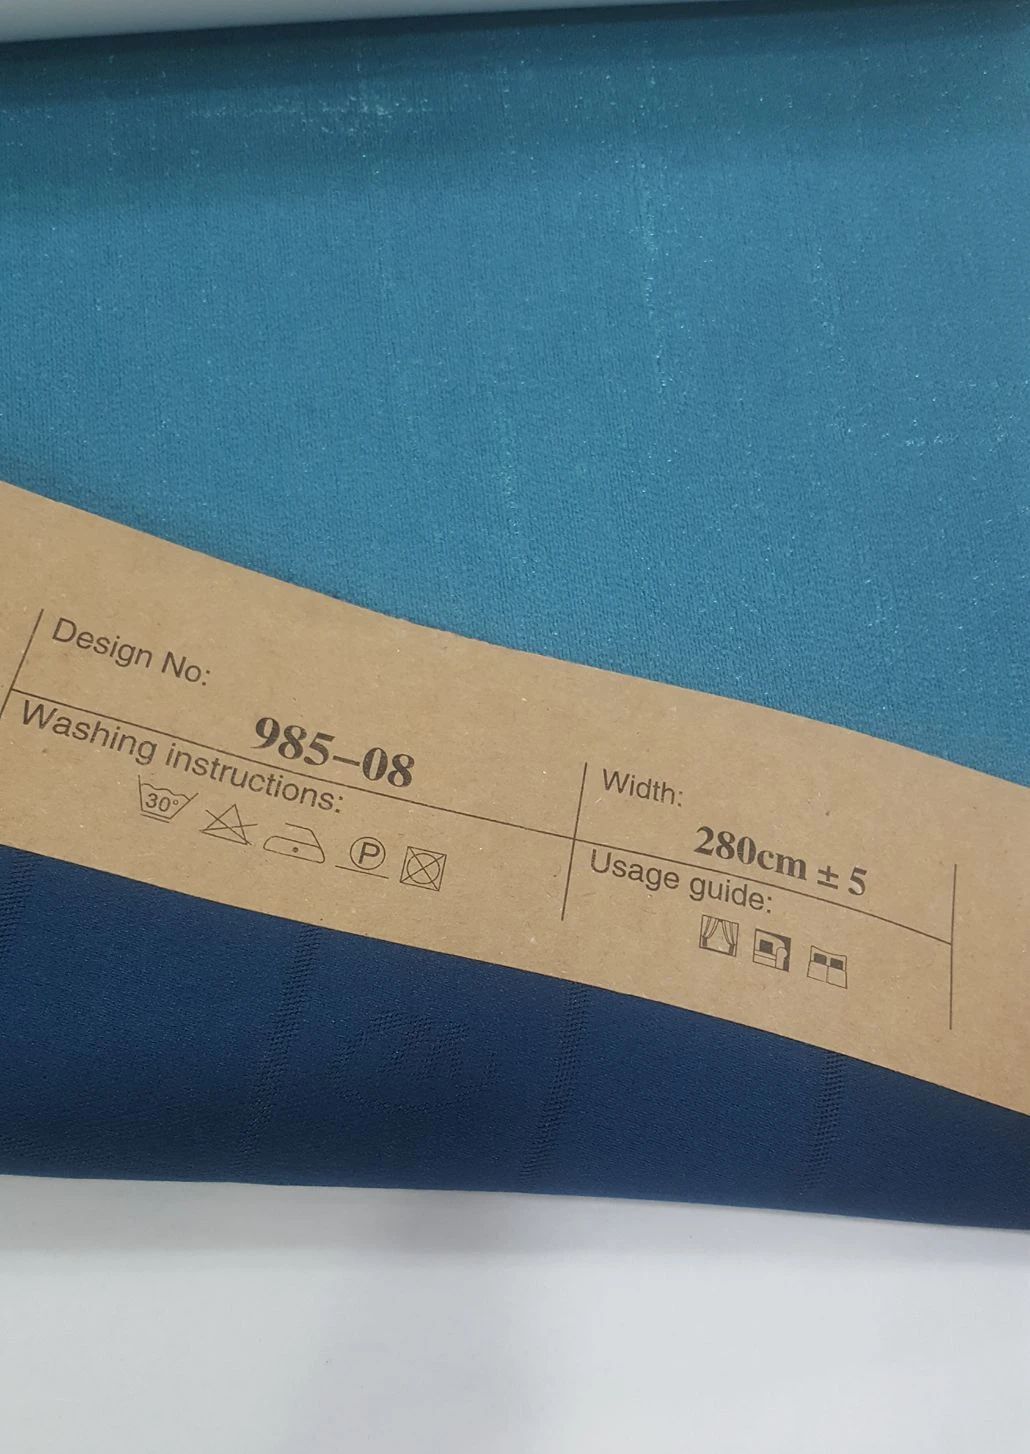 Design No:
985-08
Washing instructions:
30°
P
Width:
280cm ± 5
Usage guide: